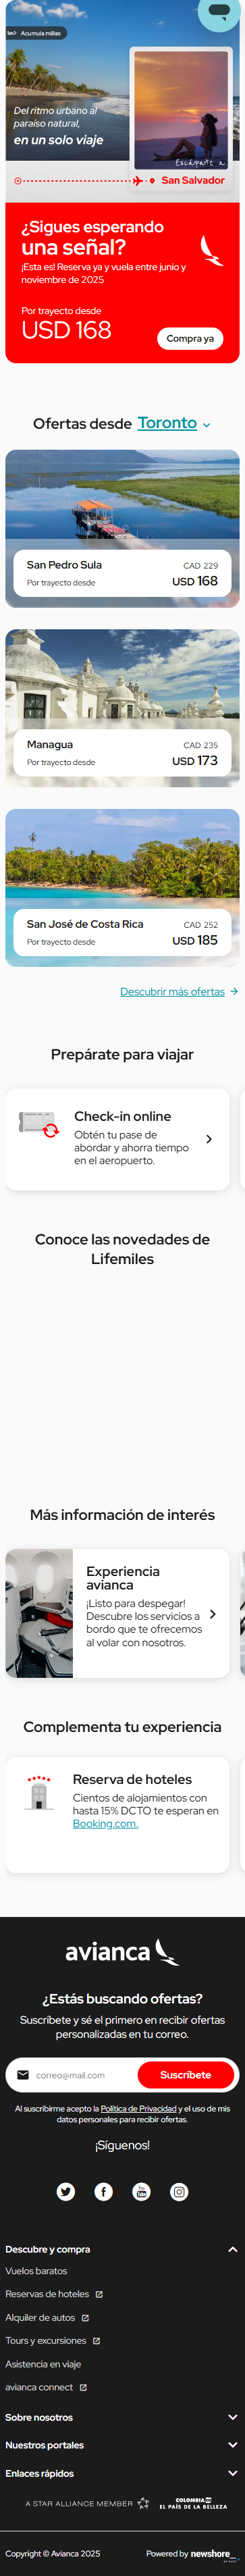 Acumula millas
Del ritmo urbano al
paraíso natural,
en un solo viaje
Escápate a
San Salvador
¿Sigues esperando
una señal?
¡Esta es! Reserva ya y vuela entre junio y
noviembre de 2025
Por trayecto desde
USD 168
Compra ya
Ofertas desde Toronto
San Pedro Sula
CAD 229
Por trayecto desde
USD 168
Managua
CAD 235
Por trayecto desde
USD 173
San José de Costa Rica
CAD 252
Por trayecto desde
USD 185
Descubrir más ofertas
Prepárate para viajar
Check-in online
Obtén tu pase de
abordar y ahorra tiempo
en el aeropuerto.
Conoce las novedades de
Lifemiles
Más información de interés
Experiencia
avianca
¡Listo para despegar!
Descubre los servicios a
bordo que te ofrecemos
al volar con nosotros.
Complementa tu experiencia
Reserva de hoteles
Cientos de alojamientos con
hasta 15% DCTO te esperan en
Booking.com.
avianca
¿Estás buscando ofertas?
Suscríbete y sé el primero en recibir ofertas
personalizadas en tu correo.
correo@mail.com
Suscríbete
Al suscribirme acepto la Política de Privacidad y el uso de mis
datos personales para recibir ofertas.
¡Síguenos!
You
Tube
Descubre y compra
Vuelos baratos
Reservas de hoteles
Alquiler de autos
Tours y excursiones
Asistencia en viaje
avianca connect
Sobre nosotros
Nuestros portales
Enlaces rápidos
A STAR ALLIANCE MEMBER
COLOMBIA
EL PAÍS DE LA BELLEZA
Copyright © Avianca 2025
Powered by newshore_